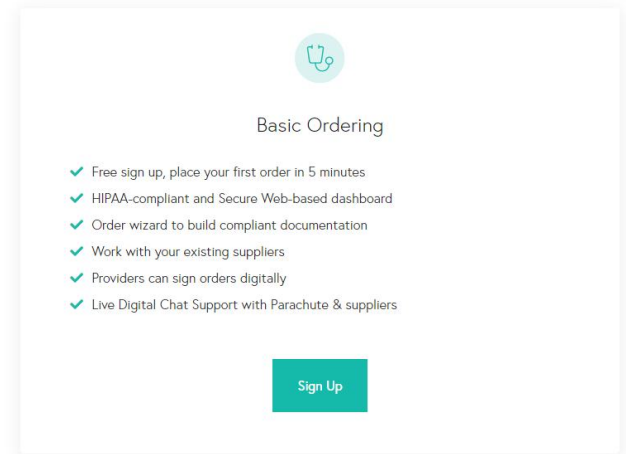 Basic Ordering
Free sign up, place your first order in 5 minutes
HIPAA-compliant and Secure Web-based dashboard
Order wizard to build compliant documentation
Work with your existing suppliers
Providers can sign orders digitally
Live Digital Chat Support with Parachute & suppliers
Sign Up